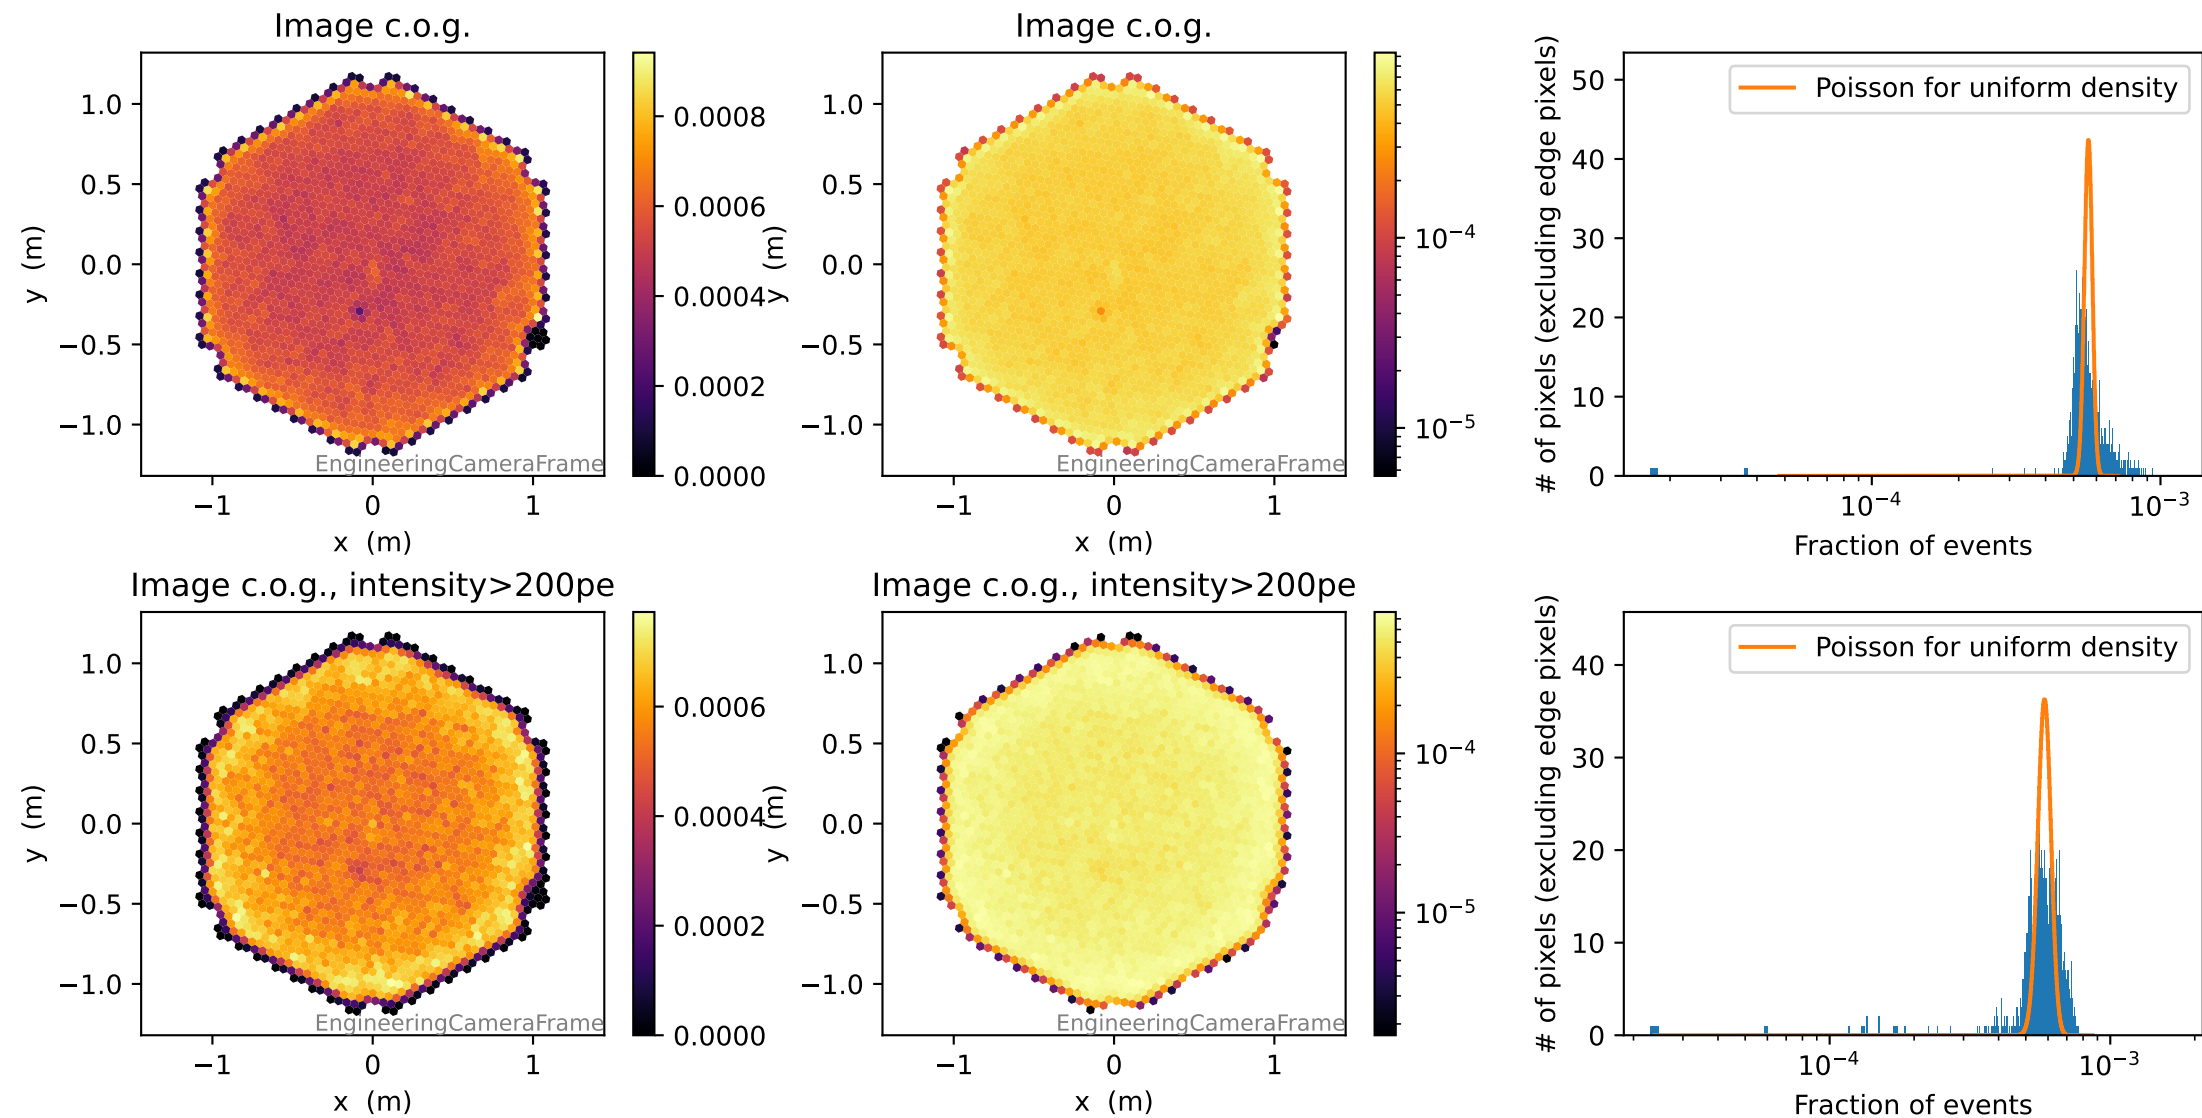 Image c.o.g.
1.0
0.5
0.0
−0.5
−1.0
y (m)
−1
0
1
x (m)
EngineeringCameraFrame
0.0008
0.0006
0.0004
0.0002
0.0000
Image c.o.g.
1.0
0.5
0.0
−0.5
−1.0
y (m)
−1
0
1
x (m)
EngineeringCameraFrame
10⁻⁴
10⁻⁵
# of pixels (excluding edge pixels)
50
40
30
20
10
0
Poisson for uniform density
10⁻⁴
10⁻³
Fraction of events
Image c.o.g., intensity>200pe
1.0
0.5
0.0
−0.5
−1.0
y (m)
−1
0
1
x (m)
EngineeringCameraFrame
0.0006
0.0004
0.0002
0.0000
Image c.o.g., intensity>200pe
1.0
0.5
0.0
−0.5
−1.0
y (m)
−1
0
1
x (m)
EngineeringCameraFrame
10⁻⁴
10⁻⁵
# of pixels (excluding edge pixels)
40
30
20
10
0
Poisson for uniform density
10⁻⁴
10⁻³
Fraction of events